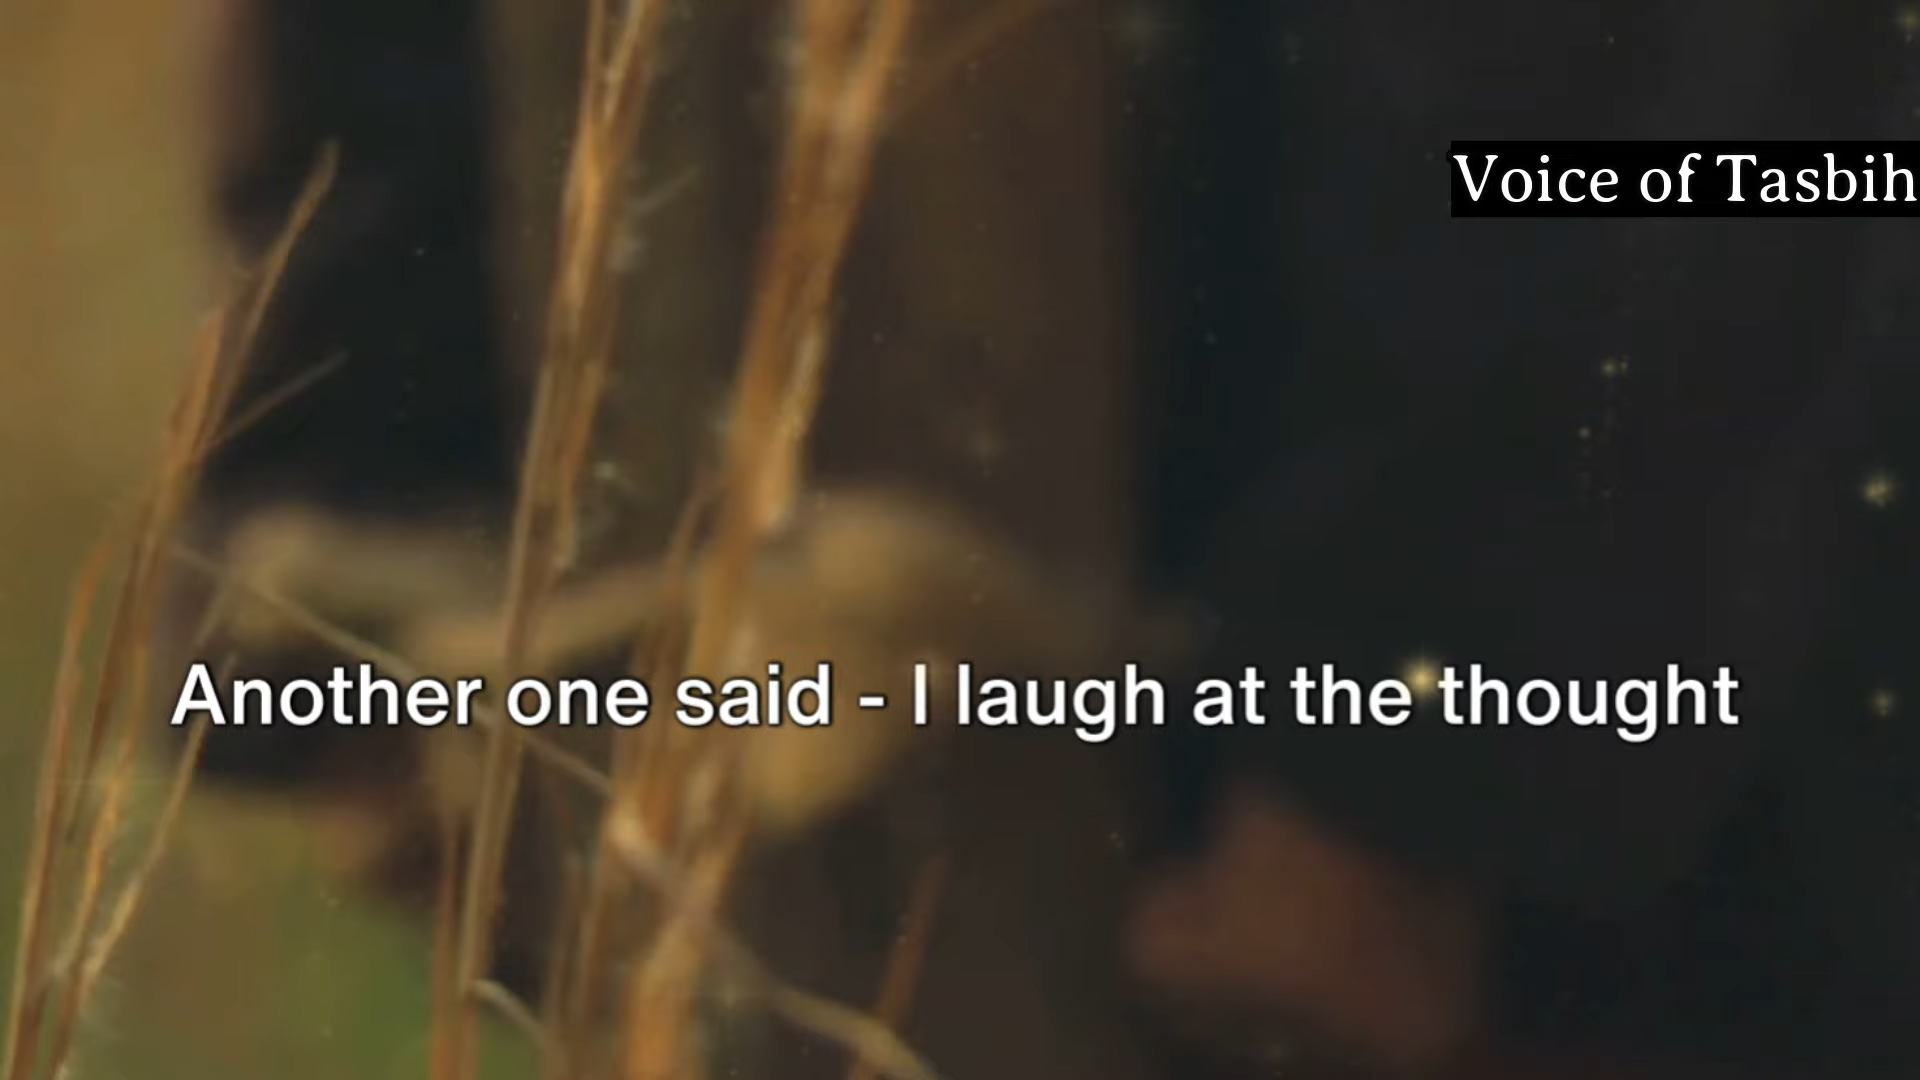 Voice of Tasbih
Another one said - I laugh at the thought